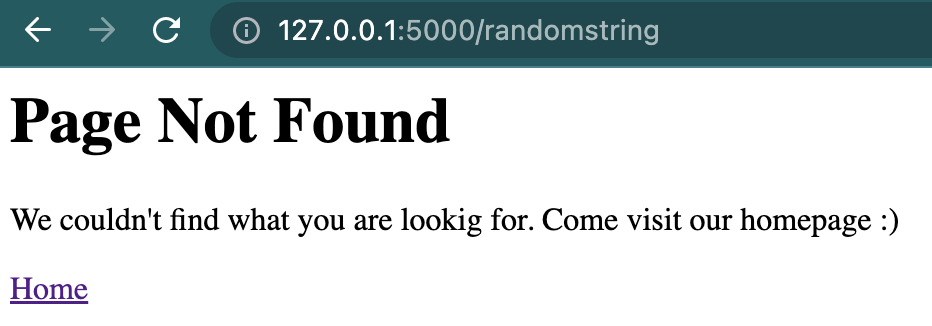 127.0.0.1:5000/randomstring
Page Not Found
We couldn't find what you are lookig for. Come visit our homepage :)
Home